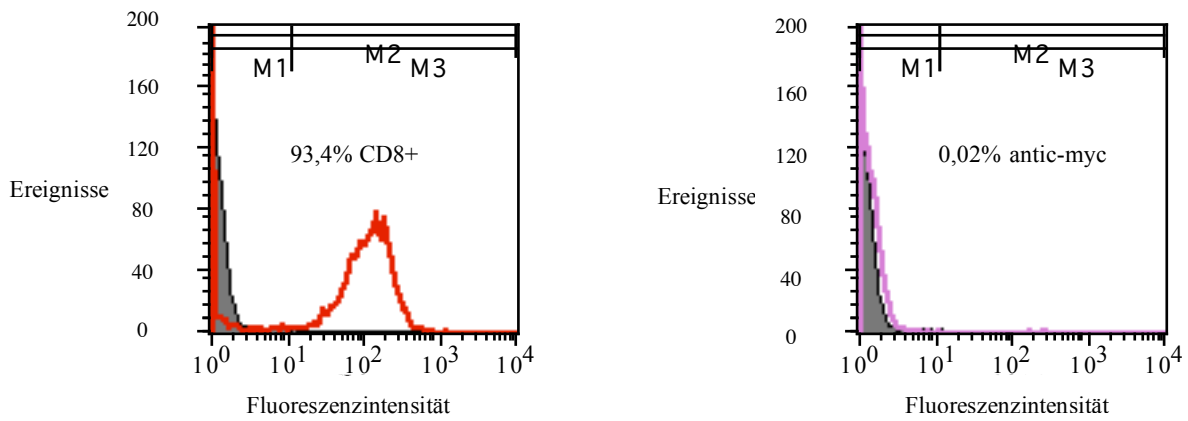 200
M2
M1 M3
160
93,4% CD8+
120
Ereignisse
80
40
0
10^0 10^1 10^2 10^3 10^4
Fluoreszenzintensität
200
M2
M1 M3
160
0,02% antic-myc
120
Ereignisse
80
40
0
10^0 10^1 10^2 10^3 10^4
Fluoreszenzintensität